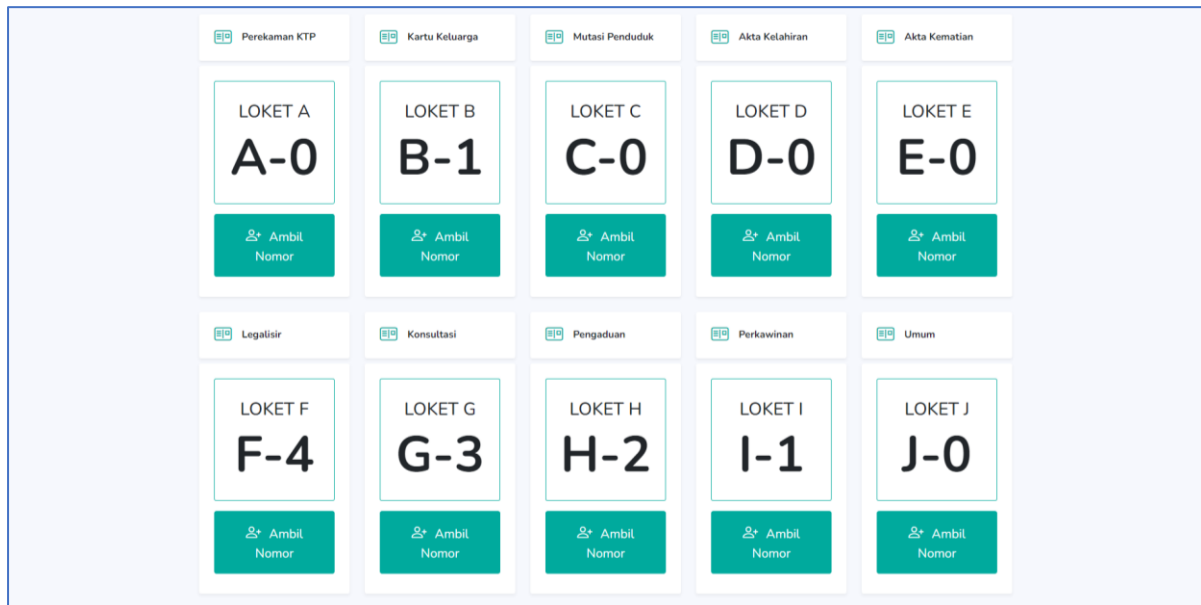 Perekaman KTP
Kartu Keluarga
Mutasi Penduduk
Akta Kelahiran
Akta Kematian
LOKET A
A-0
Ambil
Nomor
LOKET B
B-1
Ambil
Nomor
LOKET C
C-0
Ambil
Nomor
LOKET D
D-0
Ambil
Nomor
LOKET E
E-0
Ambil
Nomor
Legalisir
Konsultasi
Pengaduan
Perkawinan
Umum
LOKET F
F-4
Ambil
Nomor
LOKET G
G-3
Ambil
Nomor
LOKET H
H-2
Ambil
Nomor
LOKET I
I-1
Ambil
Nomor
LOKET J
J-0
Ambil
Nomor